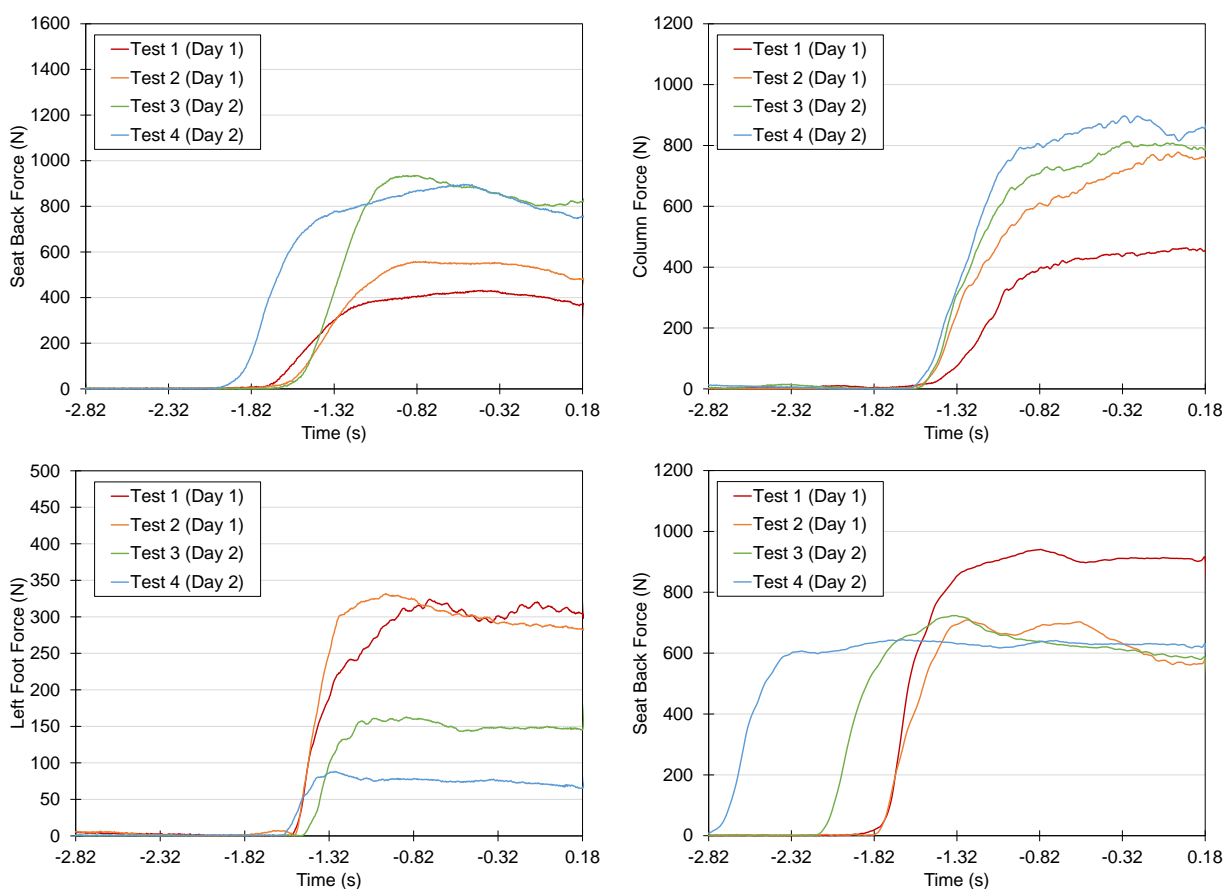 Seat Back Force (N)
1600
1400
1200
1000
800
600
400
200
0
Test 1 (Day 1)
Test 2 (Day 1)
Test 3 (Day 2)
Test 4 (Day 2)
-2.82 -2.32 -1.82 -1.32 -0.82 -0.32 0.18
Time (s)
Column Force (N)
1200
1000
800
600
400
200
0
Test 1 (Day 1)
Test 2 (Day 1)
Test 3 (Day 2)
Test 4 (Day 2)
-2.82 -2.32 -1.82 -1.32 -0.82 -0.32 0.18
Time (s)
Left Foot Force (N)
500
450
400
350
300
250
200
150
100
50
0
Test 1 (Day 1)
Test 2 (Day 1)
Test 3 (Day 2)
Test 4 (Day 2)
-2.82 -2.32 -1.82 -1.32 -0.82 -0.32 0.18
Time (s)
Seat Back Force (N)
1200
1000
800
600
400
200
0
Test 1 (Day 1)
Test 2 (Day 1)
Test 3 (Day 2)
Test 4 (Day 2)
-2.82 -2.32 -1.82 -1.32 -0.82 -0.32 0.18
Time (s)